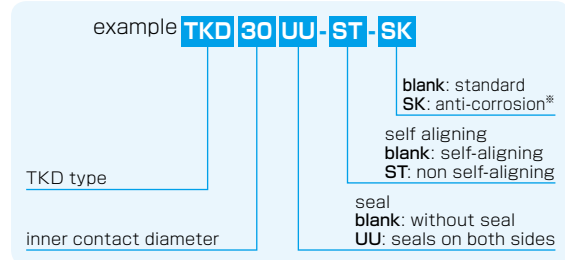 example TKD 30 UU - ST - SK
blank: standard
SK: anti-corrosion※
self aligning
blank: self-aligning
ST: non self-aligning
TKD type
seal
blank: without seal
UU: seals on both sides
inner contact diameter